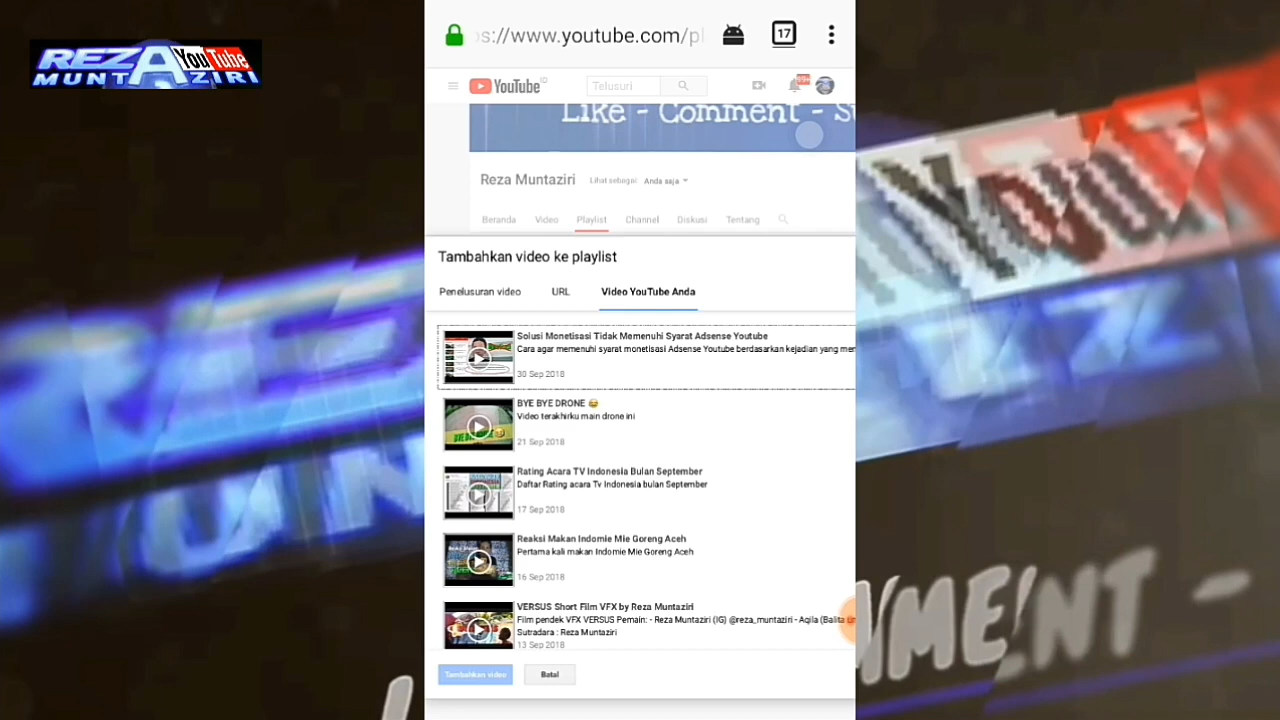 REZA YouTube
MUNTAZIRI
s://www.youtube.com/pl
17
YouTube ID
Telusuri
99+
Like - Comment - Su
Reza Muntaziri
Lihat sebagai: Anda saja
Beranda Video Playlist Channel Diskusi Tentang
Tambahkan video ke playlist
Penelusuran video URL Video YouTube Anda
Solusi Monetisasi Tidak Memenuhi Syarat Adsense Youtube
Cara agar memenuhi syarat monetisasi Adsense Youtube berdasarkan kejadian yang men
30 Sep 2018
BYE BYE DRONE 😂
Video terakhirku main drone ini
21 Sep 2018
Rating Acara TV Indonesia Bulan September
Daftar Rating acara Tv Indonesia bulan September
17 Sep 2018
Reaksi Makan Indomie Mie Goreng Aceh
Pertama kali makan Indomie Mie Goreng Aceh
16 Sep 2018
VERSUS Short Film VFX by Reza Muntaziri
Film pendek VFX VERSUS Pemain: - Reza Muntaziri (IG) @reza_muntaziri - Aqila (Balita un
Sutradara : Reza Muntaziri
13 Sep 2018
Tambahkan video Batal